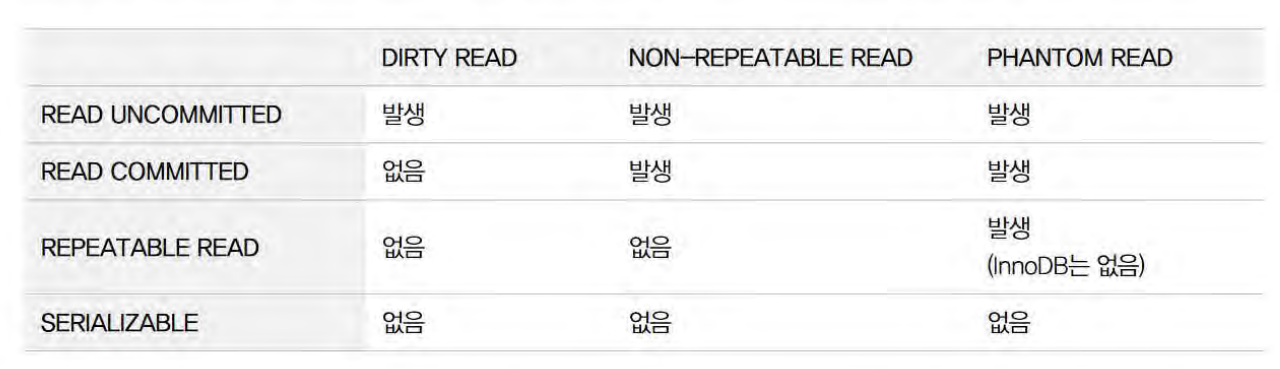 DIRTY READ NON-REPEATABLE READ PHANTOM READ
READ UNCOMMITTED 발생 발생 발생
READ COMMITTED 없음 발생 발생
REPEATABLE READ 없음 없음 발생
(InnoDB는 없음)
SERIALIZABLE 없음 없음 없음